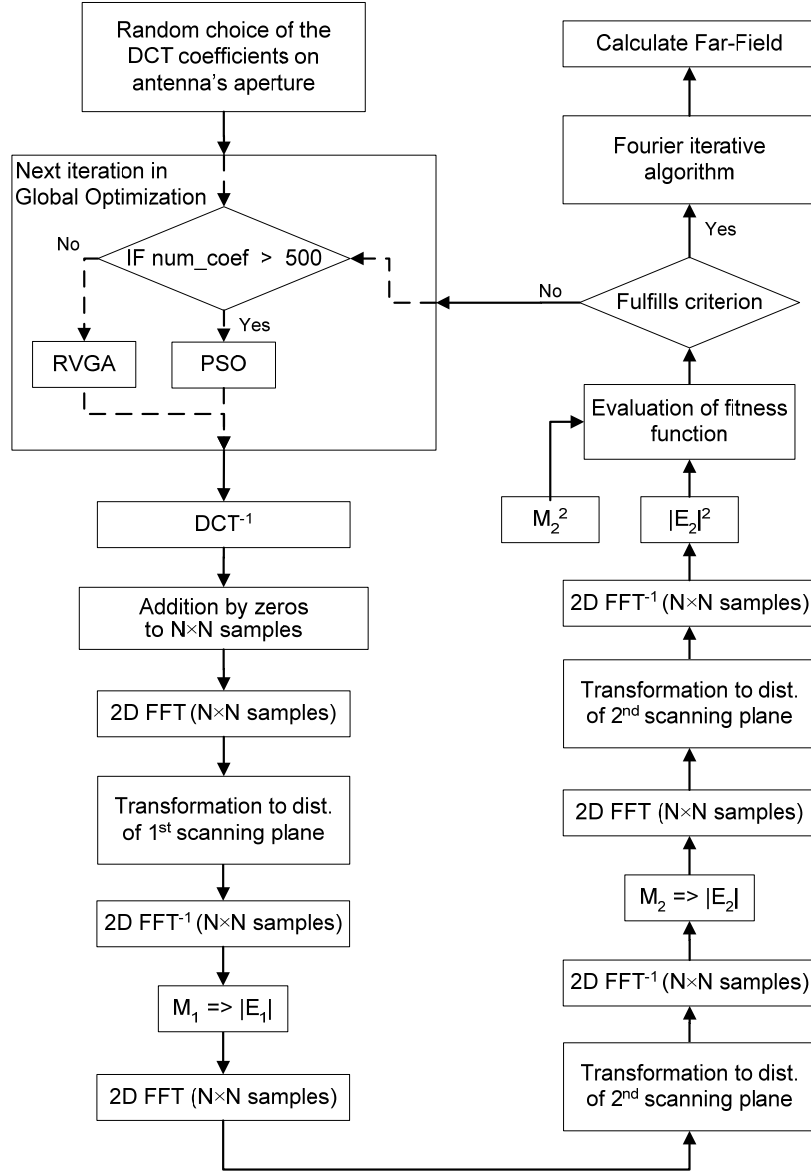 Random choice of the
DCT coefficients on
antenna's aperture
Next iteration in
Global Optimization
No
IF num_coef > 500
Yes
RVGA
PSO
DCT⁻¹
Addition by zeros
to N×N samples
2D FFT (N×N samples)
Transformation to dist.
of 1ˢᵗ scanning plane
2D FFT⁻¹ (N×N samples)
M₁ => |E₁|
2D FFT (N×N samples)
Transformation to dist.
of 2ⁿᵈ scanning plane
2D FFT⁻¹ (N×N samples)
M₂ => |E₂|
2D FFT (N×N samples)
Transformation to dist.
of 2ⁿᵈ scanning plane
2D FFT⁻¹ (N×N samples)
M₂²
|E₂|²
Evaluation of fitness
function
Fulfills criterion
No
Yes
Fourier iterative
algorithm
Calculate Far-Field